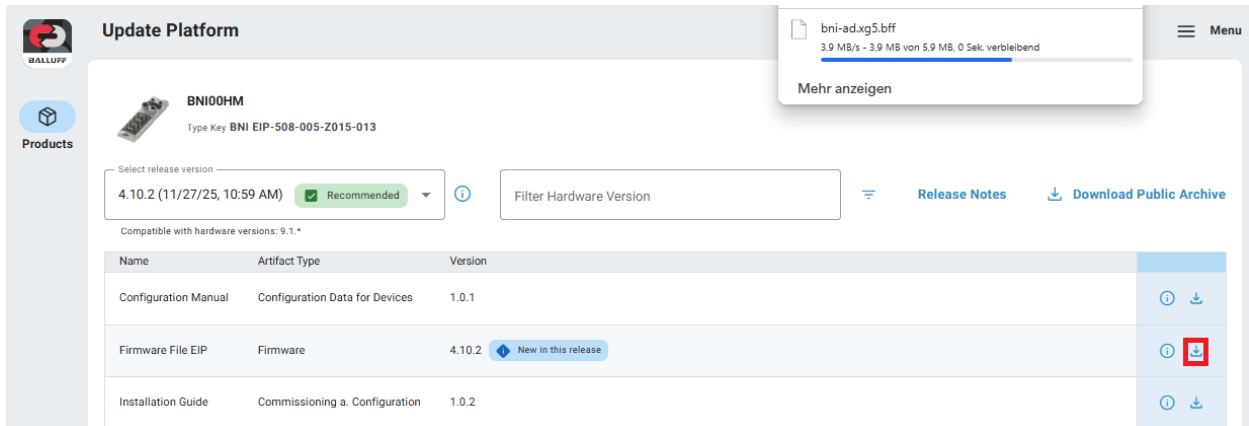 BALLUFF
Update Platform
bni-ad.xg5.bff
3,9 MB/s - 3,9 MB von 5,9 MB, 0 Sek. verbleibend
Mehr anzeigen
Menu
Products
BNI00HM
Type Key BNI EIP-508-005-Z015-013
Select release version
4.10.2 (11/27/25, 10:59 AM) Recommended
Filter Hardware Version
Release Notes
Download Public Archive
Compatible with hardware versions: 9.1.*
Name Artifact Type Version
Configuration Manual Configuration Data for Devices 1.0.1
Firmware File EIP Firmware 4.10.2 New in this release
Installation Guide Commissioning a. Configuration 1.0.2